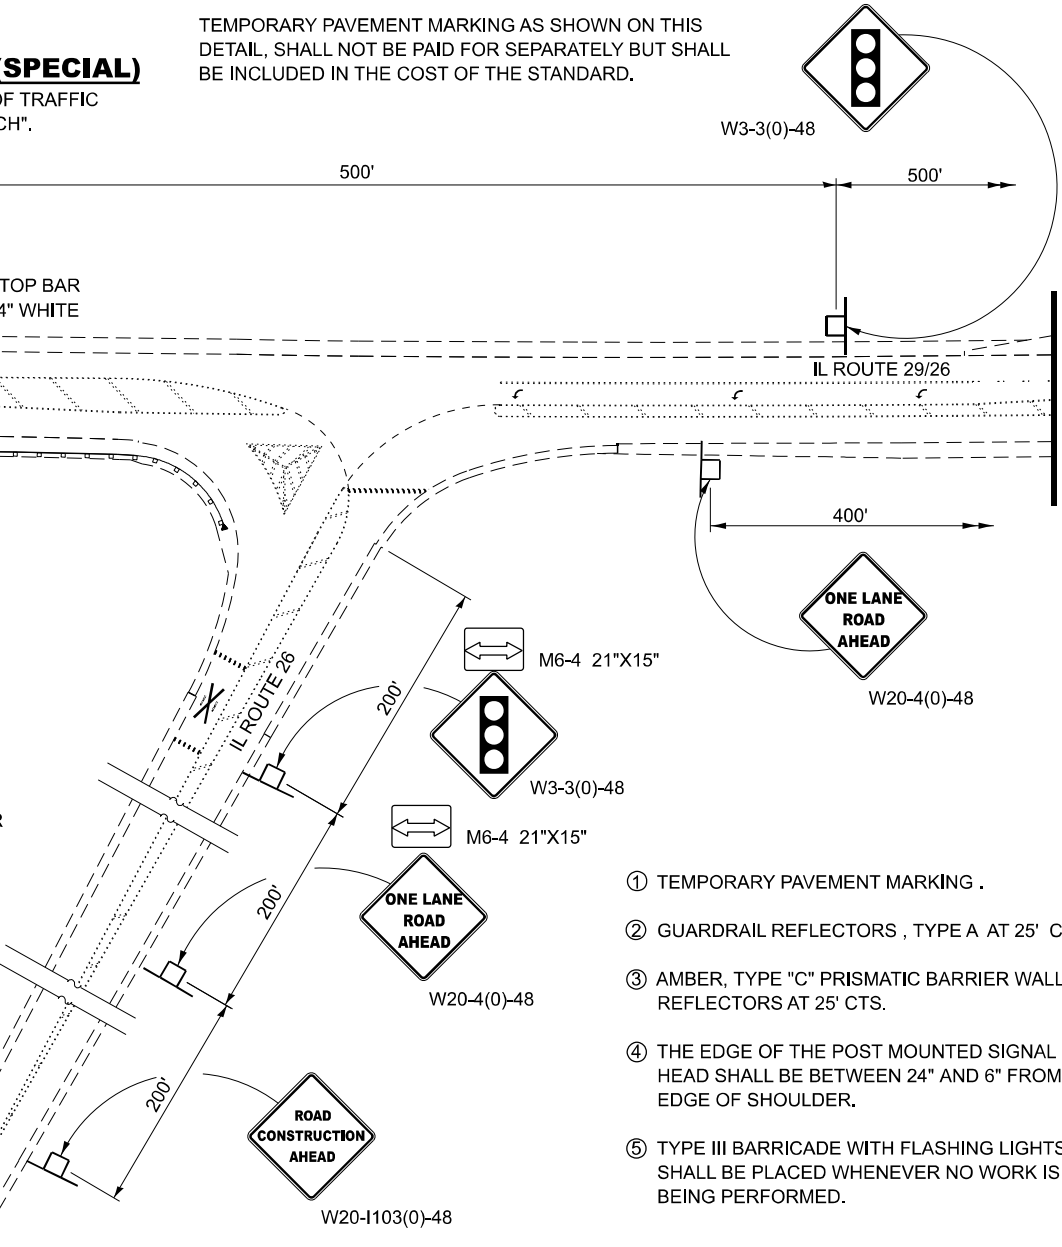 TEMPORARY PAVEMENT MARKING AS SHOWN ON THIS
DETAIL, SHALL NOT BE PAID FOR SEPARATELY BUT SHALL
BE INCLUDED IN THE COST OF THE STANDARD.
(SPECIAL)
OF TRAFFIC
CH".
W3-3(0)-48
500'
500'
TOP BAR
4" WHITE
IL ROUTE 29/26
400'
ONE LANE
ROAD
AHEAD
W20-4(0)-48
M6-4 21"X15"
IL ROUTE 26
200'
W3-3(0)-48
M6-4 21"X15"
R
200'
ONE LANE
ROAD
AHEAD
W20-4(0)-48
200'
ROAD
CONSTRUCTION
AHEAD
W20-I103(0)-48
① TEMPORARY PAVEMENT MARKING .
② GUARDRAIL REFLECTORS , TYPE A AT 25' C
③ AMBER, TYPE "C" PRISMATIC BARRIER WALL
REFLECTORS AT 25' CTS.
④ THE EDGE OF THE POST MOUNTED SIGNAL
HEAD SHALL BE BETWEEN 24" AND 6" FROM
EDGE OF SHOULDER.
⑤ TYPE III BARRICADE WITH FLASHING LIGHTS
SHALL BE PLACED WHENEVER NO WORK IS
BEING PERFORMED.